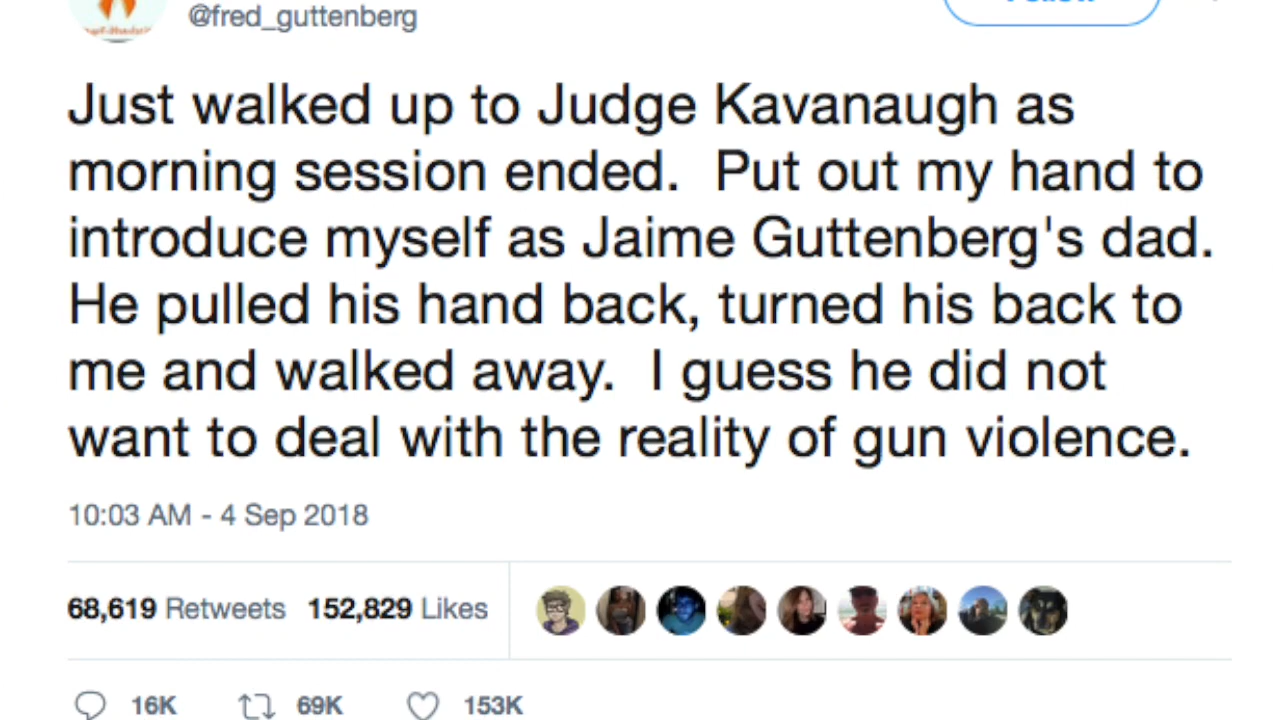 @fred_guttenberg
Just walked up to Judge Kavanaugh as
morning session ended.  Put out my hand to
introduce myself as Jaime Guttenberg's dad.
He pulled his hand back, turned his back to
me and walked away.  I guess he did not
want to deal with the reality of gun violence.
10:03 AM - 4 Sep 2018
68,619 Retweets 152,829 Likes
16K 69K 153K